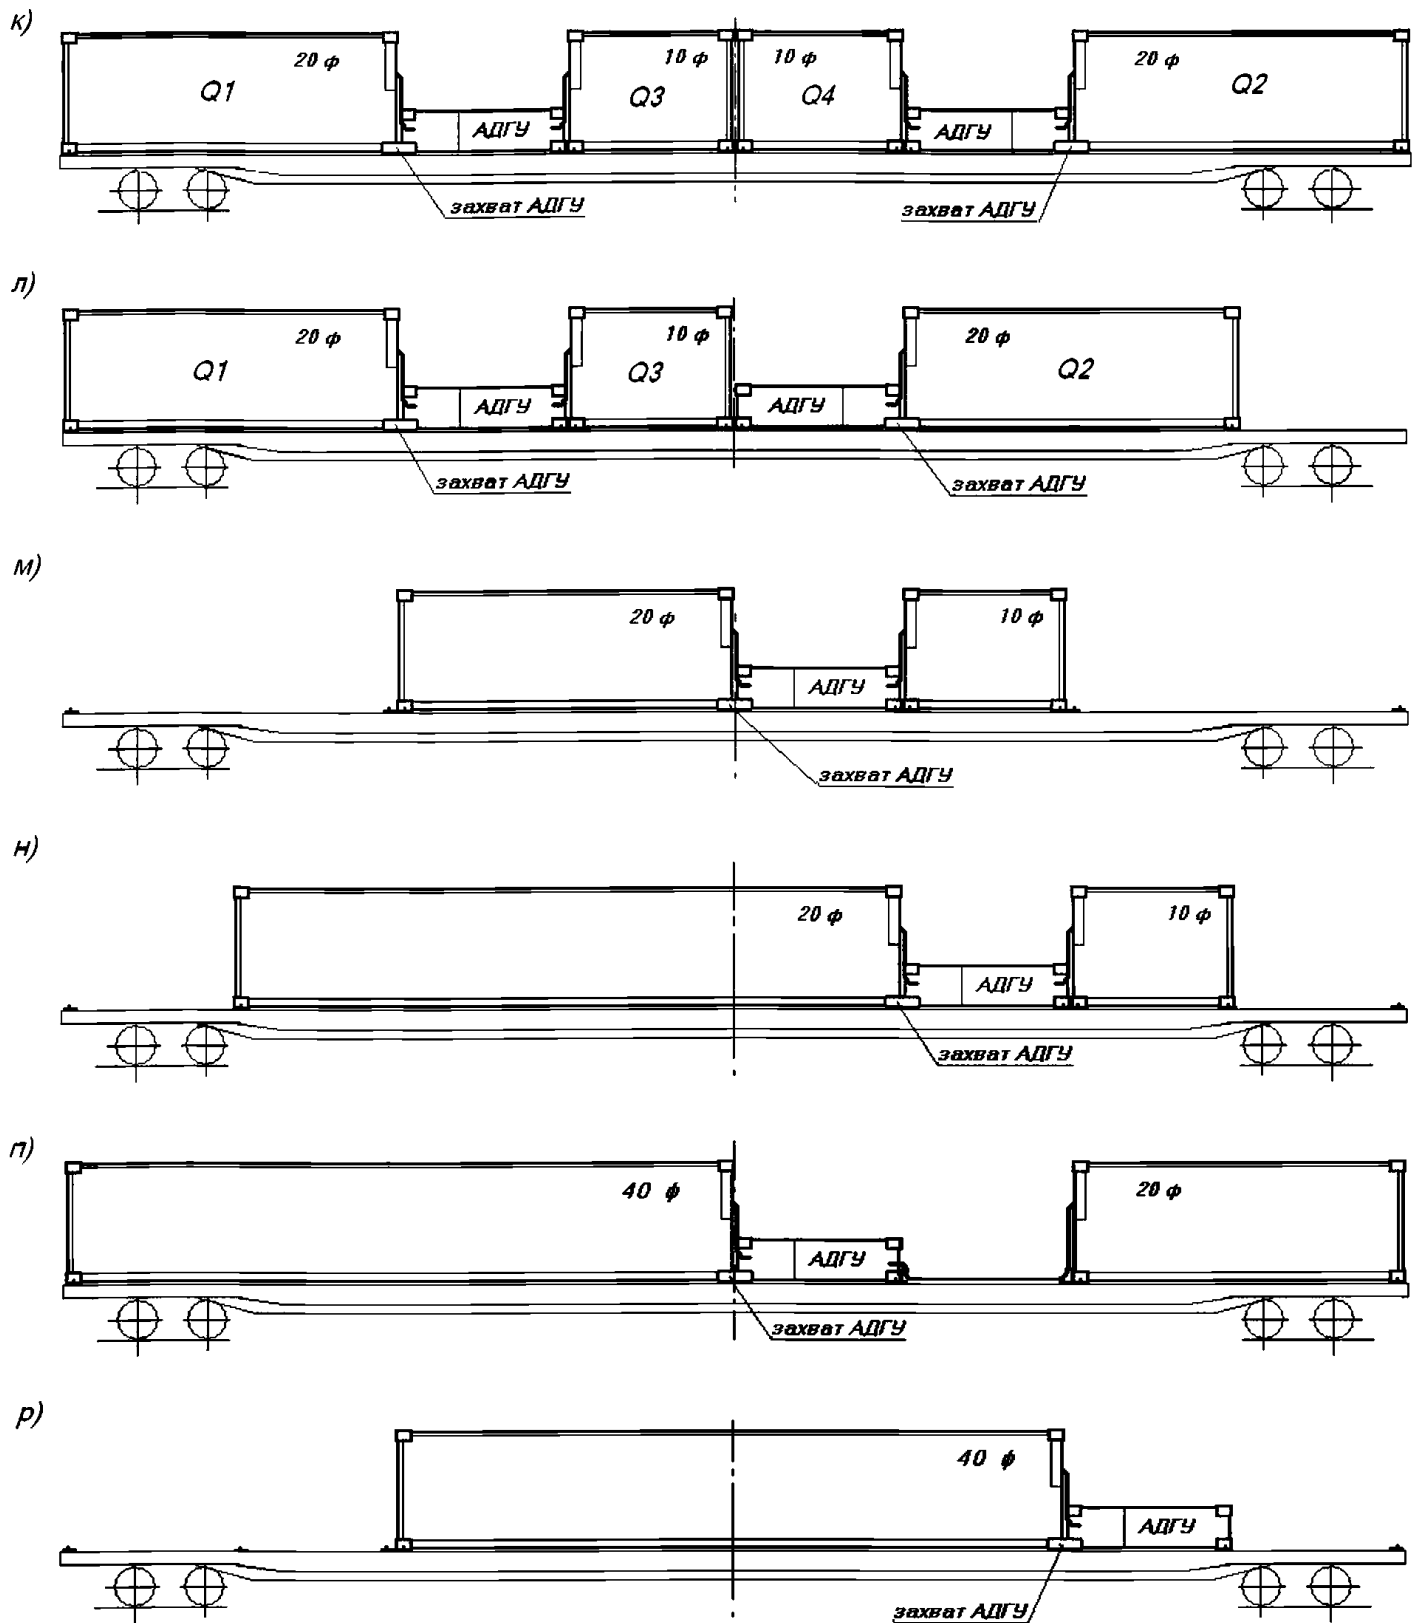 к)
20 ф 10 ф 10 ф 20 ф
Q1 Q3 Q4 Q2
АДГУ АДГУ
захват АДГУ захват АДГУ
л)
20 ф 10 ф 20 ф
Q1 Q3 Q2
АДГУ АДГУ
захват АДГУ захват АДГУ
м)
20 ф 10 ф
АДГУ
захват АДГУ
н)
20 ф 10 ф
АДГУ
захват АДГУ
п)
40 ф 20 ф
АДГУ
захват АДГУ
р)
40 ф
АДГУ
захват АДГУ